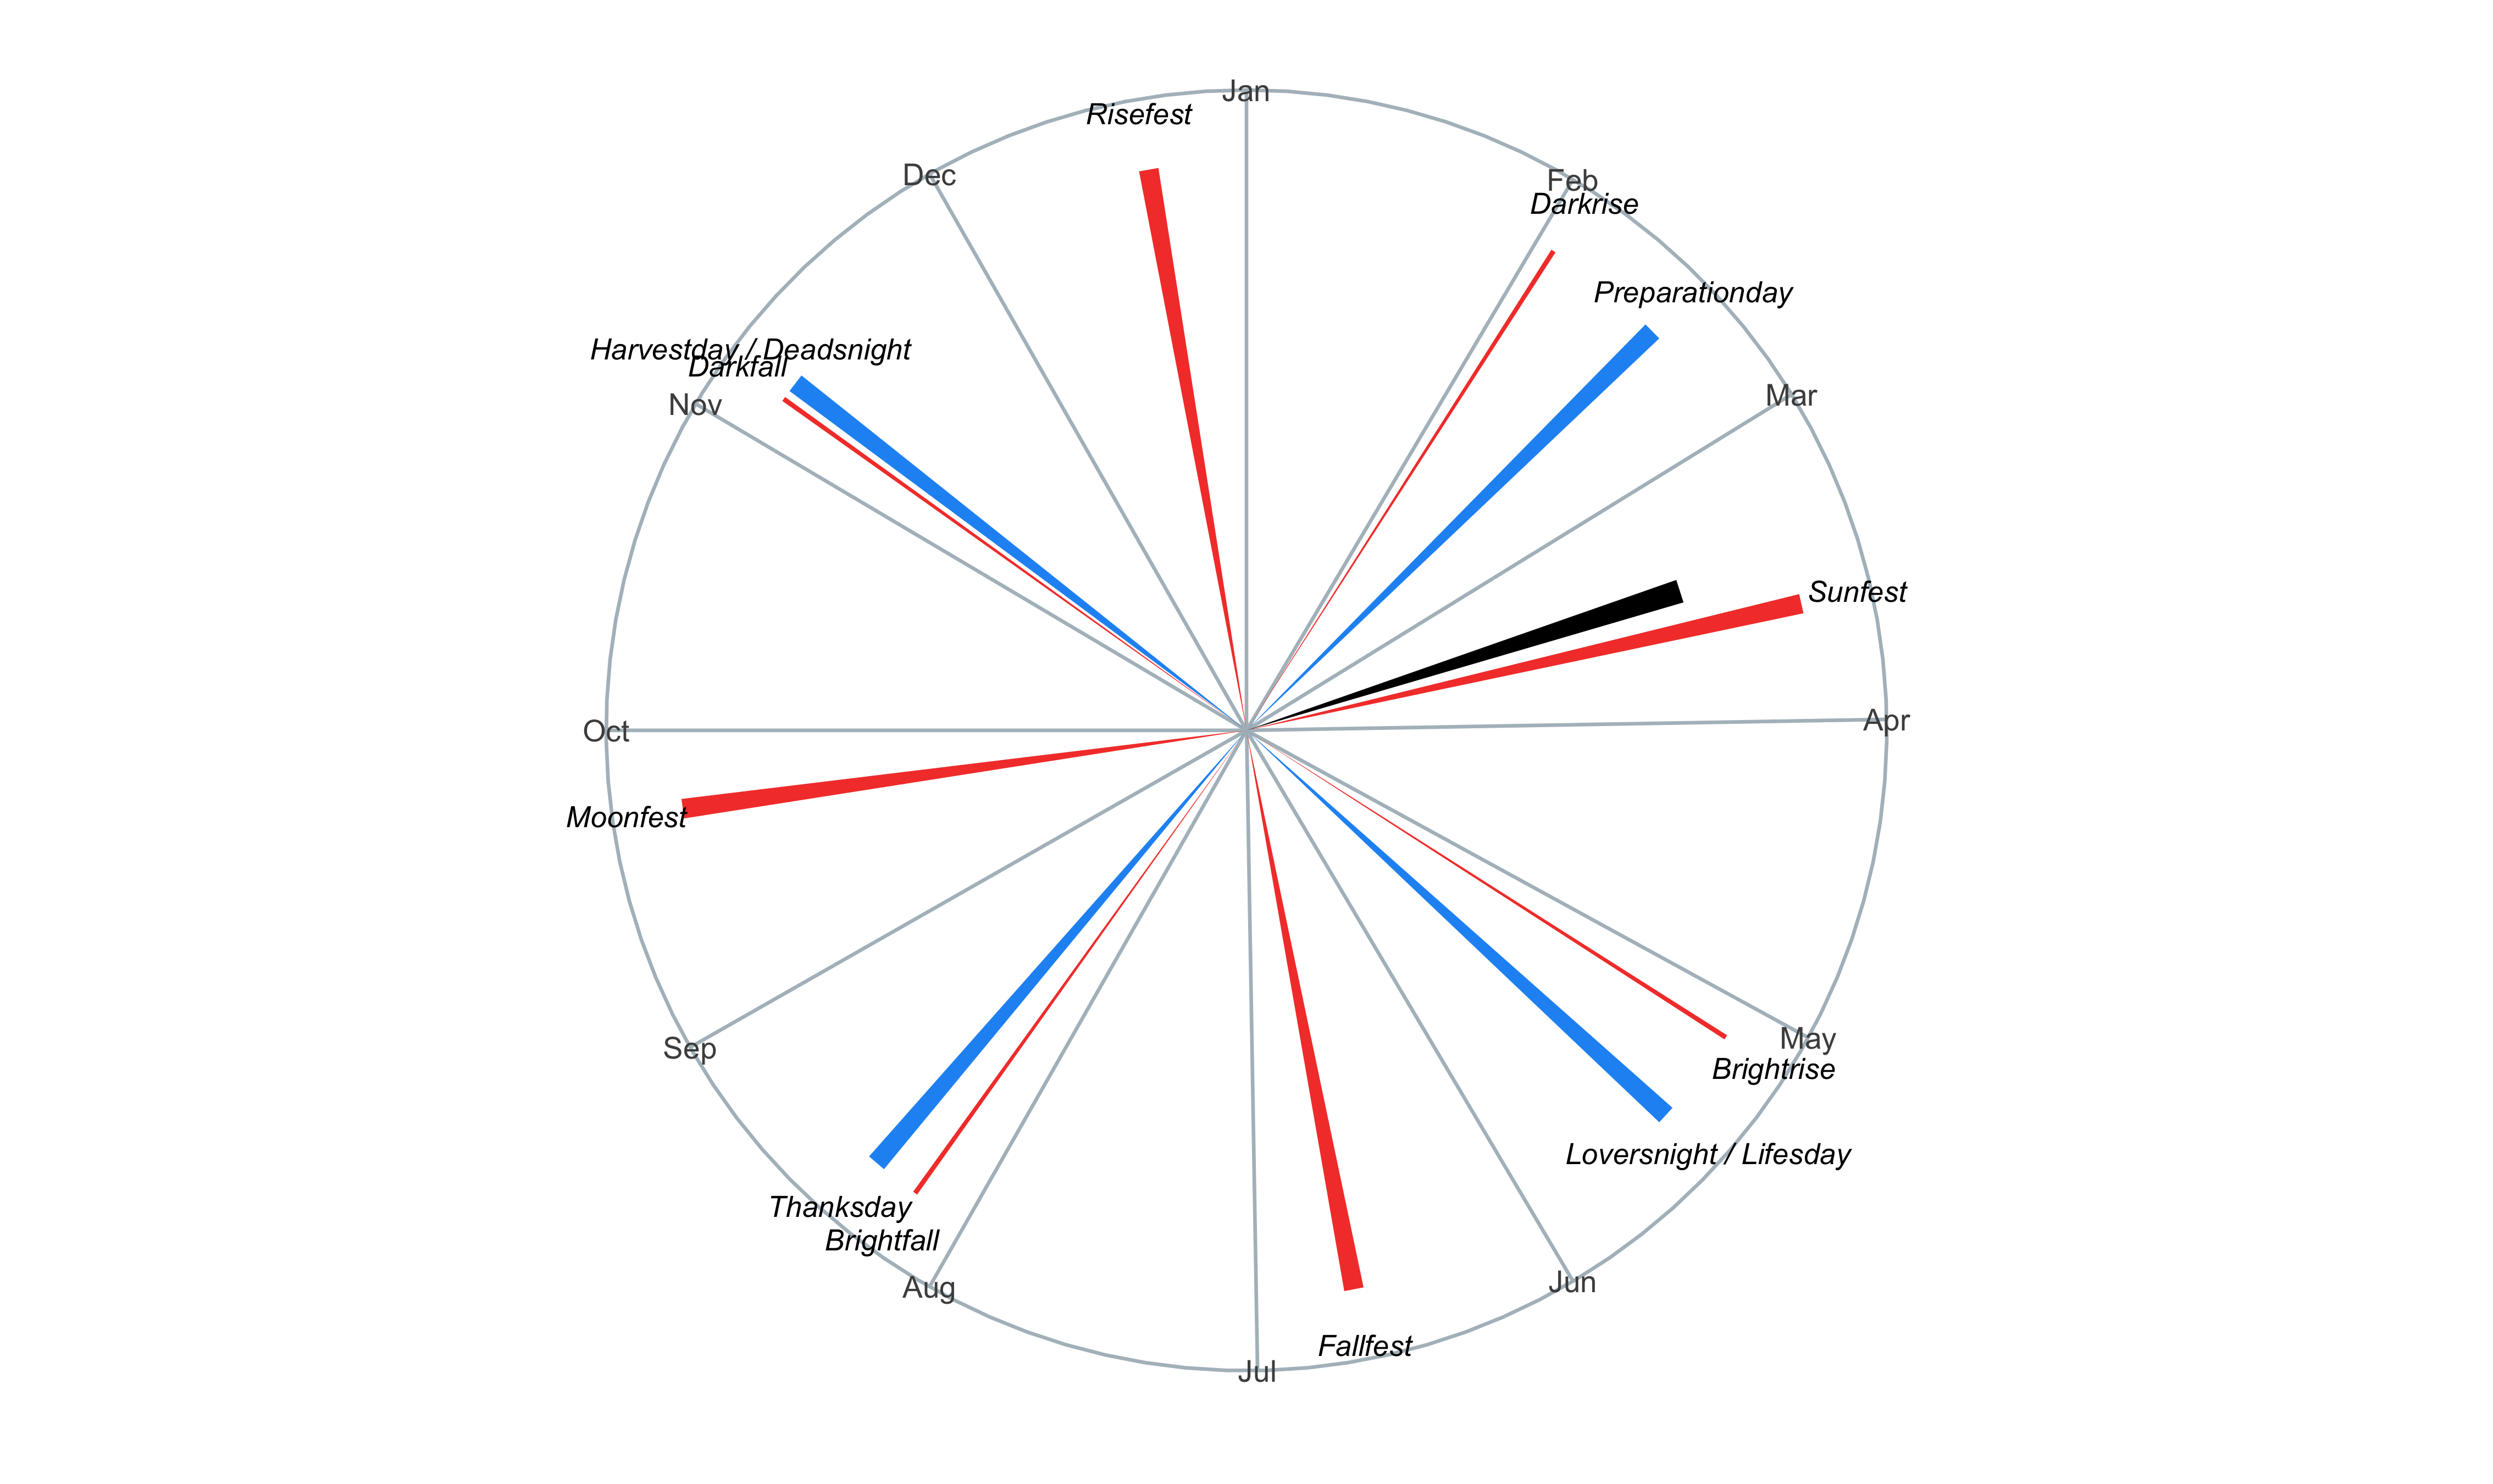 Jan
Risefest
Dec
Feb
Darkrise
Preparationday
Harvestday / Deadsnight
Darkfall
Nov
Mar
Sunfest
Oct
Apr
Moonfest
Sep
May
Brightrise
Loversnight / Lifesday
Thanksday
Brightfall
Aug
Jun
Fallfest
Jul